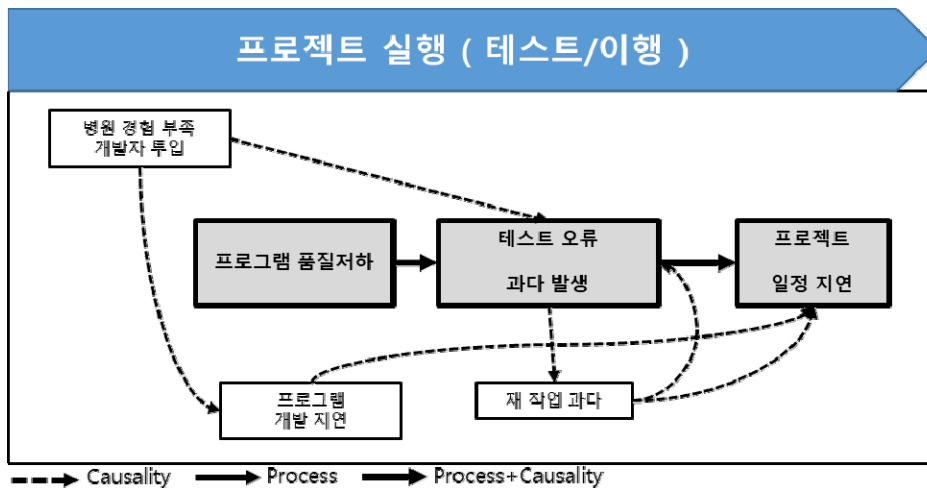 프로젝트 실행 ( 테스트/이행 )
병원 경험 부족
개발자 투입
프로그램 품질저하
테스트 오류
과다 발생
프로젝트
일정 지연
프로그램
개발 지연
재 작업 과다
Causality
Process
Process+Causality